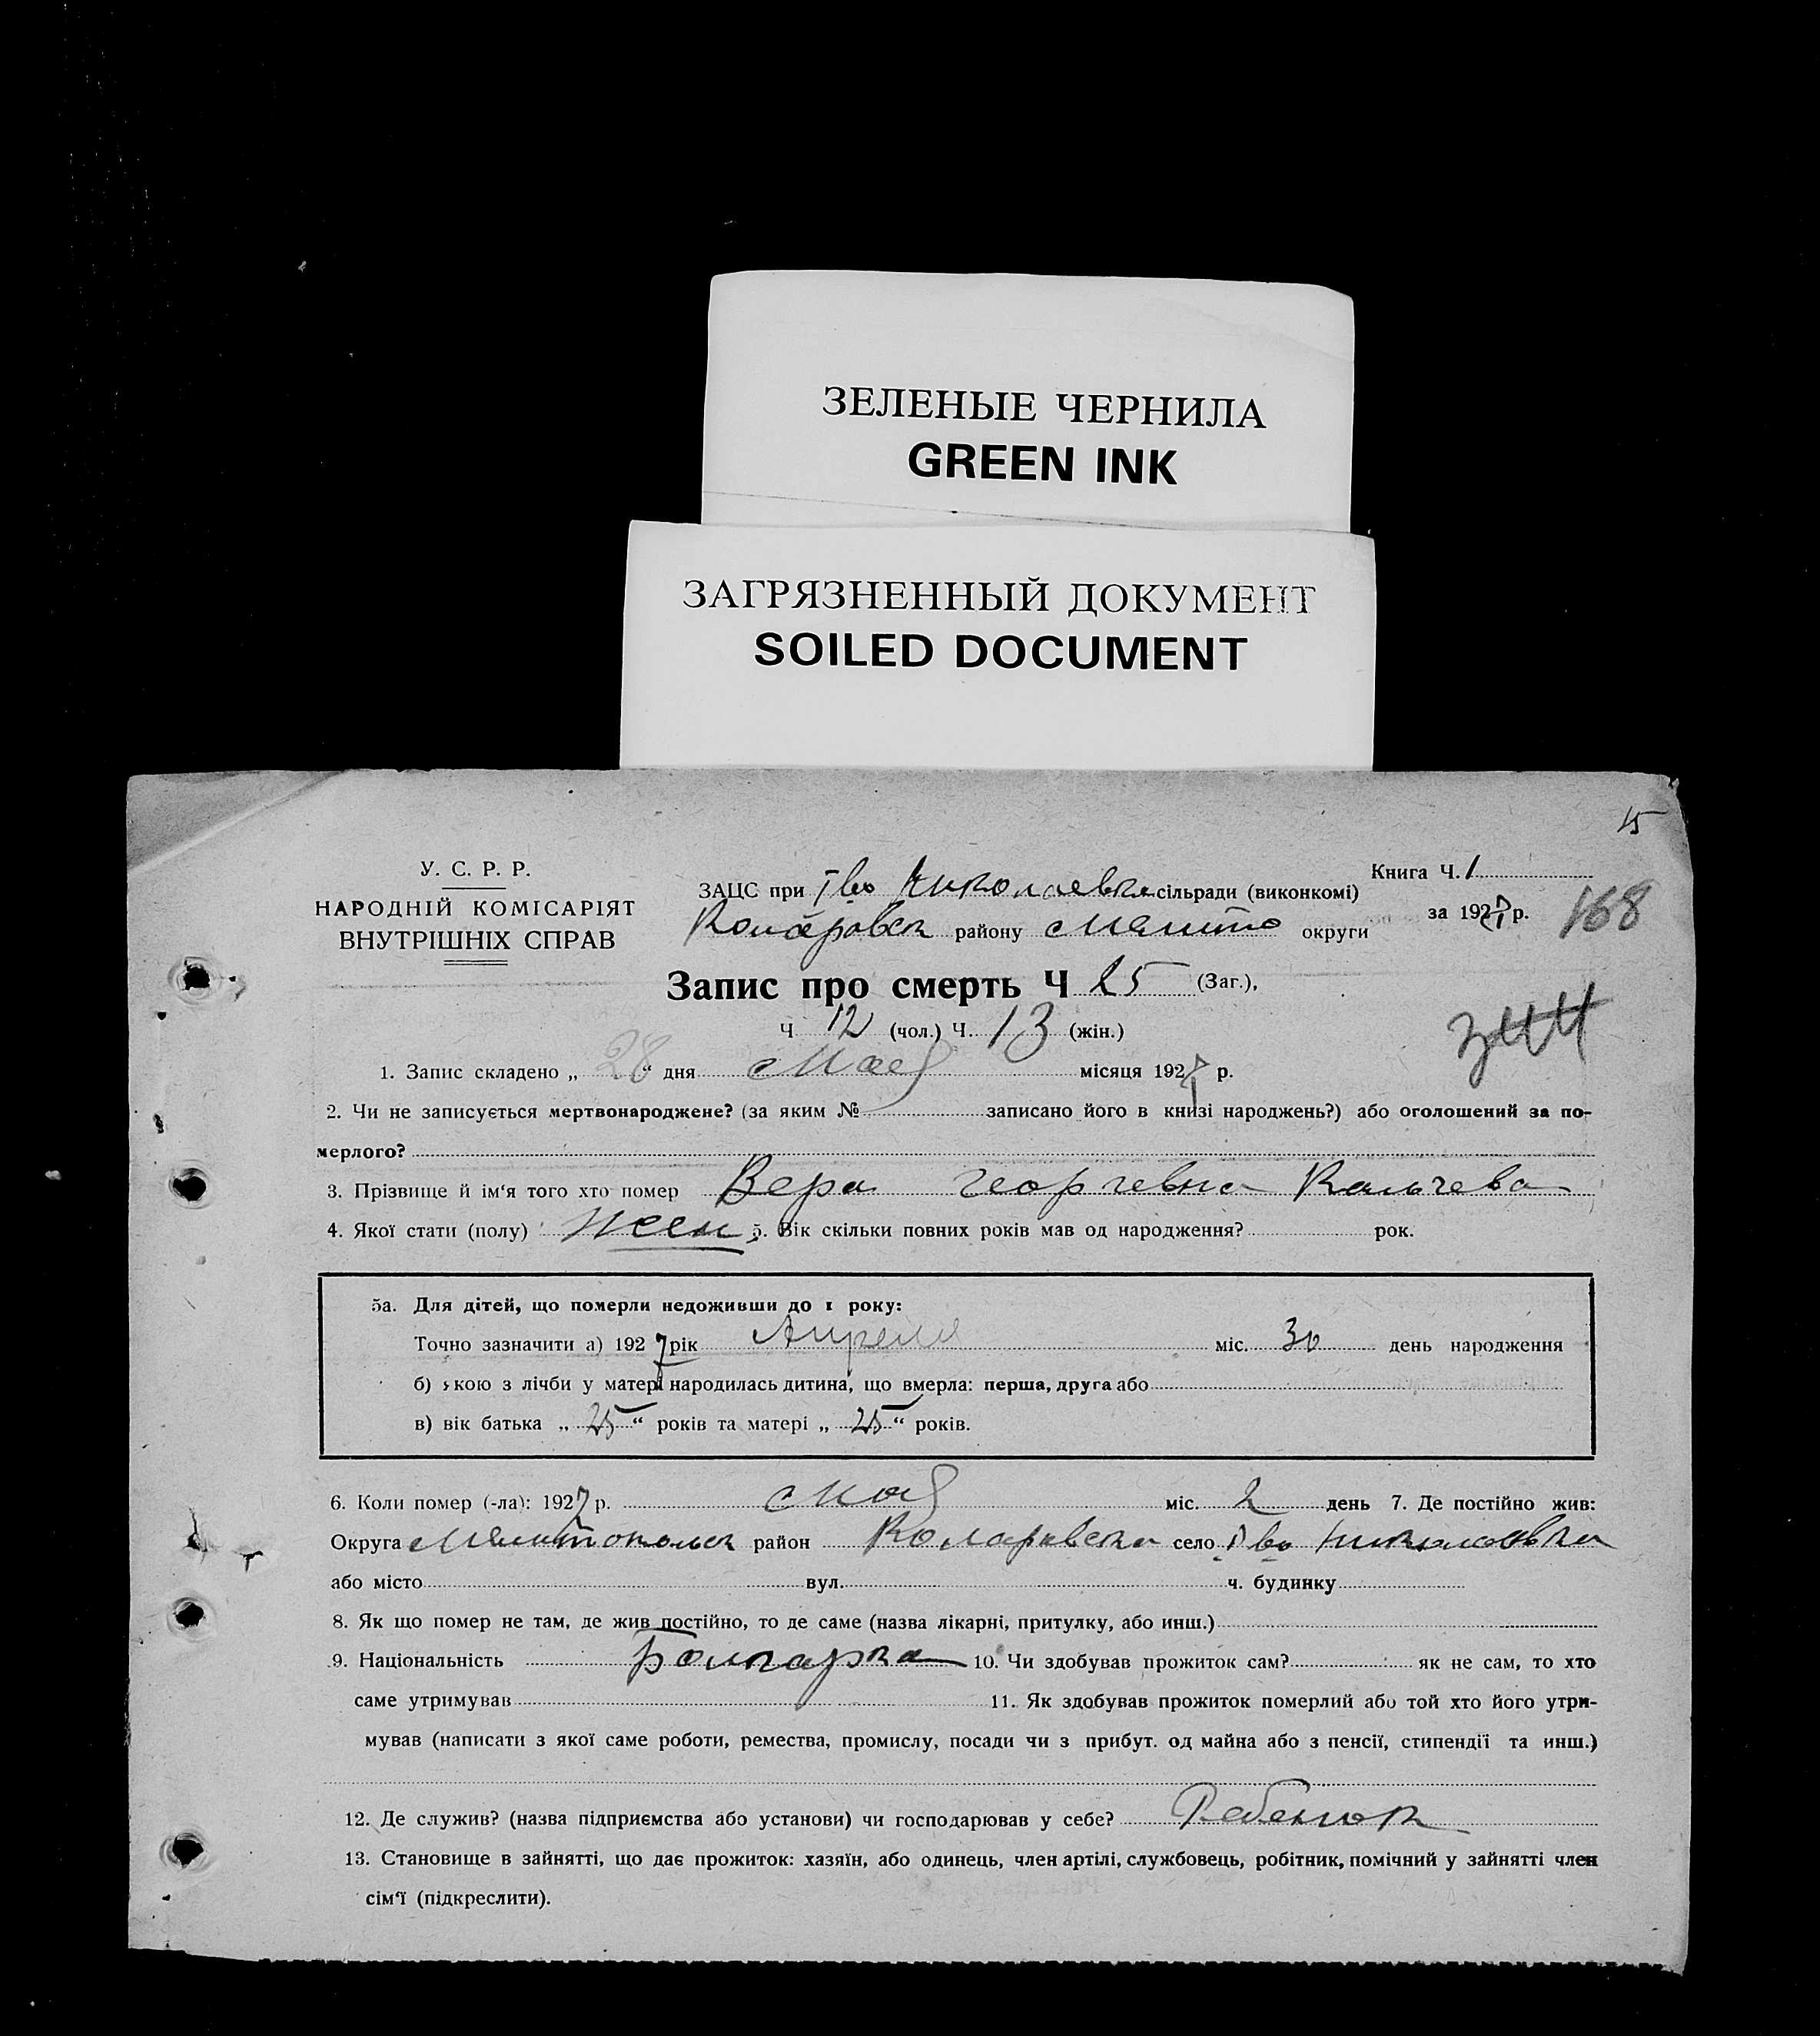 ЗЕЛЕНЫЕ ЧЕРНИЛА
GREEN INK
ЗАГРЯЗНЕННЫЙ ДОКУМЕНТ
SOILED DOCUMENT
15
У. С. Р. Р.
НАРОДНІЙ КОМІСАРІЯТ
ВНУТРІШНІХ СПРАВ
ЗАЦС при Николаевка сільради (виконкомі)
района Мелито округи
Книга Ч. 1
за 1927 р.
168
Запис про смерть Ч 25 (Заг.),
Ч 12 (чол.) Ч. 13 (жін.)
1. Запис складено „ 28 “ дня Мая місяця 1927 р.
2. Чи не записується мертвонароджене? (за яким № записано його в книзі народжень?) або оголошений за по-
мерлого?
3. Прізвище й ім'я того хто помер Вера Георгевна Кальчева
4. Якої стати (полу) Жен 5. Вік скільки повних років мав од народження? рок.
5а. Для дітей, що померли недоживши до 1 року:
Точно зазначити а) 1927 рік Апреля міс. 30 день народження
б) якою з лічби у матері народилась дитина, що вмерла: перша, друга або
в) вік батька „ 25 “ років та матері „ 25 “ років.
6. Коли помер (-ла): 1927 р. Мая міс. 2 день 7. Де постійно жив:
Округа Мелитопольск район Коларовска село Николаевка
або місто вул. ч. будинку
8. Як що помер не там, де жив постійно, то де саме (назва лікарні, притулку, або инш.)
9. Національність Болгарка 10. Чи здобував прожиток сам? як не сам, то хто
саме утримував 11. Як здобував прожиток померлий або той хто його утри-
мував (написати з якої саме роботи, ремества, промислу, посади чи з прибут. од майна або з пенсії, стипендії та инш.)
12. Де служив? (назва підприємства або установи) чи господарював у себе? Ребенок
13. Становище в зайнятті, що дає прожиток: хазяїн, або одинець, член артілі, службовець, робітник, помічний у зайнятті член
сім'ї (підкреслити).